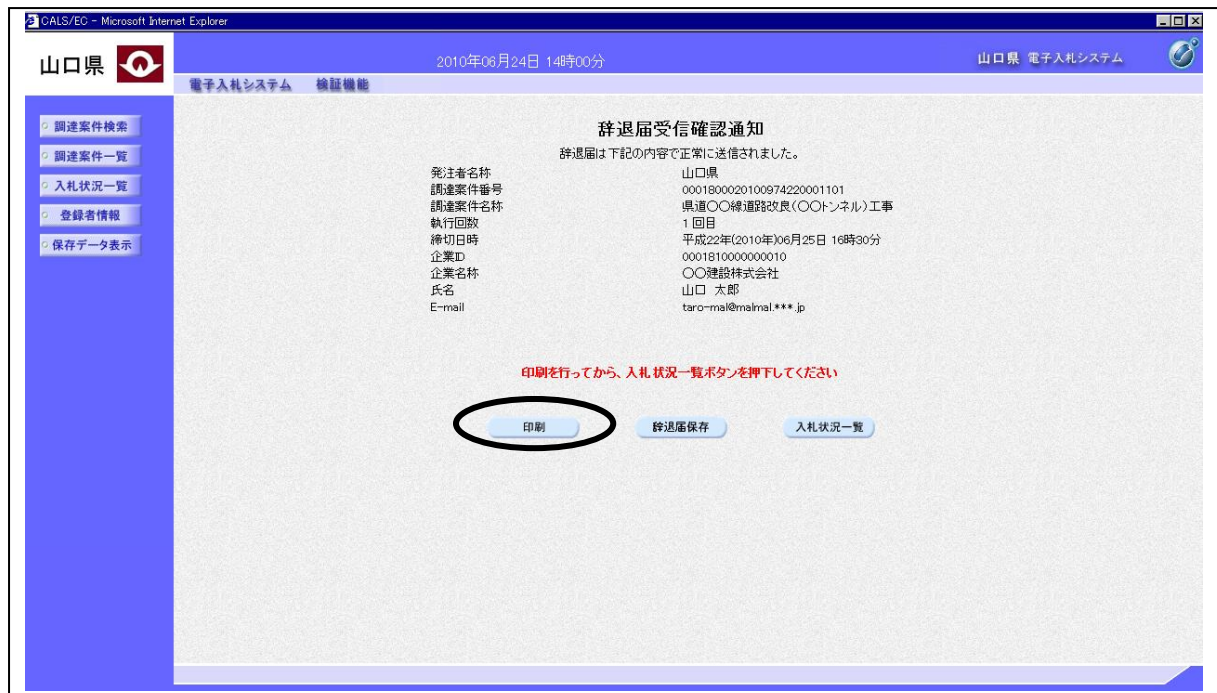 CALS/EC - Microsoft Internet Explorer
山口県
2010年06月24日 14時00分
山口県 電子入札システム
電子入札システム 検証機能
調達案件検索
調達案件一覧
入札状況一覧
登録者情報
保存データ表示
辞退届受信確認通知
辞退届は下記の内容で正常に送信されました。
発注者名称 山口県
調達案件番号 0001800020100974220001101
調達案件名称 県道〇〇線道路改良(〇〇トンネル)工事
執行回数 1回目
締切日時 平成22年(2010年)06月25日 16時30分
企業ID 0001810000000010
企業名称 〇〇建設株式会社
氏名 山口 太郎
E-mail taro-mal@malmal.***.jp
印刷を行ってから、入札状況一覧ボタンを押下してください
印刷 辞退届保存 入札状況一覧